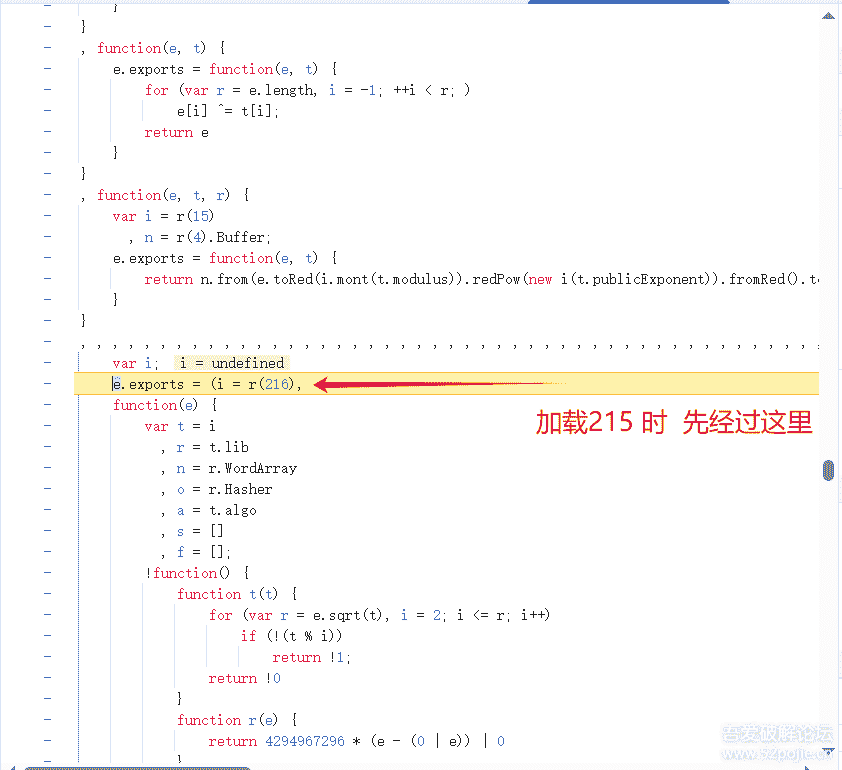 }
}
, function(e, t) {
e.exports = function(e, t) {
for (var r = e.length, i = -1; ++i < r; )
e[i] ^= t[i];
return e
}
}
, function(e, t, r) {
var i = r(15)
, n = r(4).Buffer;
e.exports = function(e, t) {
return n.from(e.toRed(i.mont(t.modulus)).redPow(new i(t.publicExponent)).fromRed().t
}
}
, , , , , , , , , , , , , , , , , , , , , , , , , , , , , , , , , , , , , , , , , , , , , ,
var i; i = undefined
e.exports = (i = r(216),
function(e) {
var t = i
, r = t.lib
, n = r.WordArray
, o = r.Hasher
, a = t.algo
, s = []
, f = [];
!function() {
function t(t) {
for (var r = e.sqrt(t), i = 2; i <= r; i++)
if (!(t % i))
return !1;
return !0
}
function r(e) {
return 4294967296 * (e - (0 | e)) | 0
}
加载215 时 先经过这里
吾爱破解论坛
www.52pojie.cn